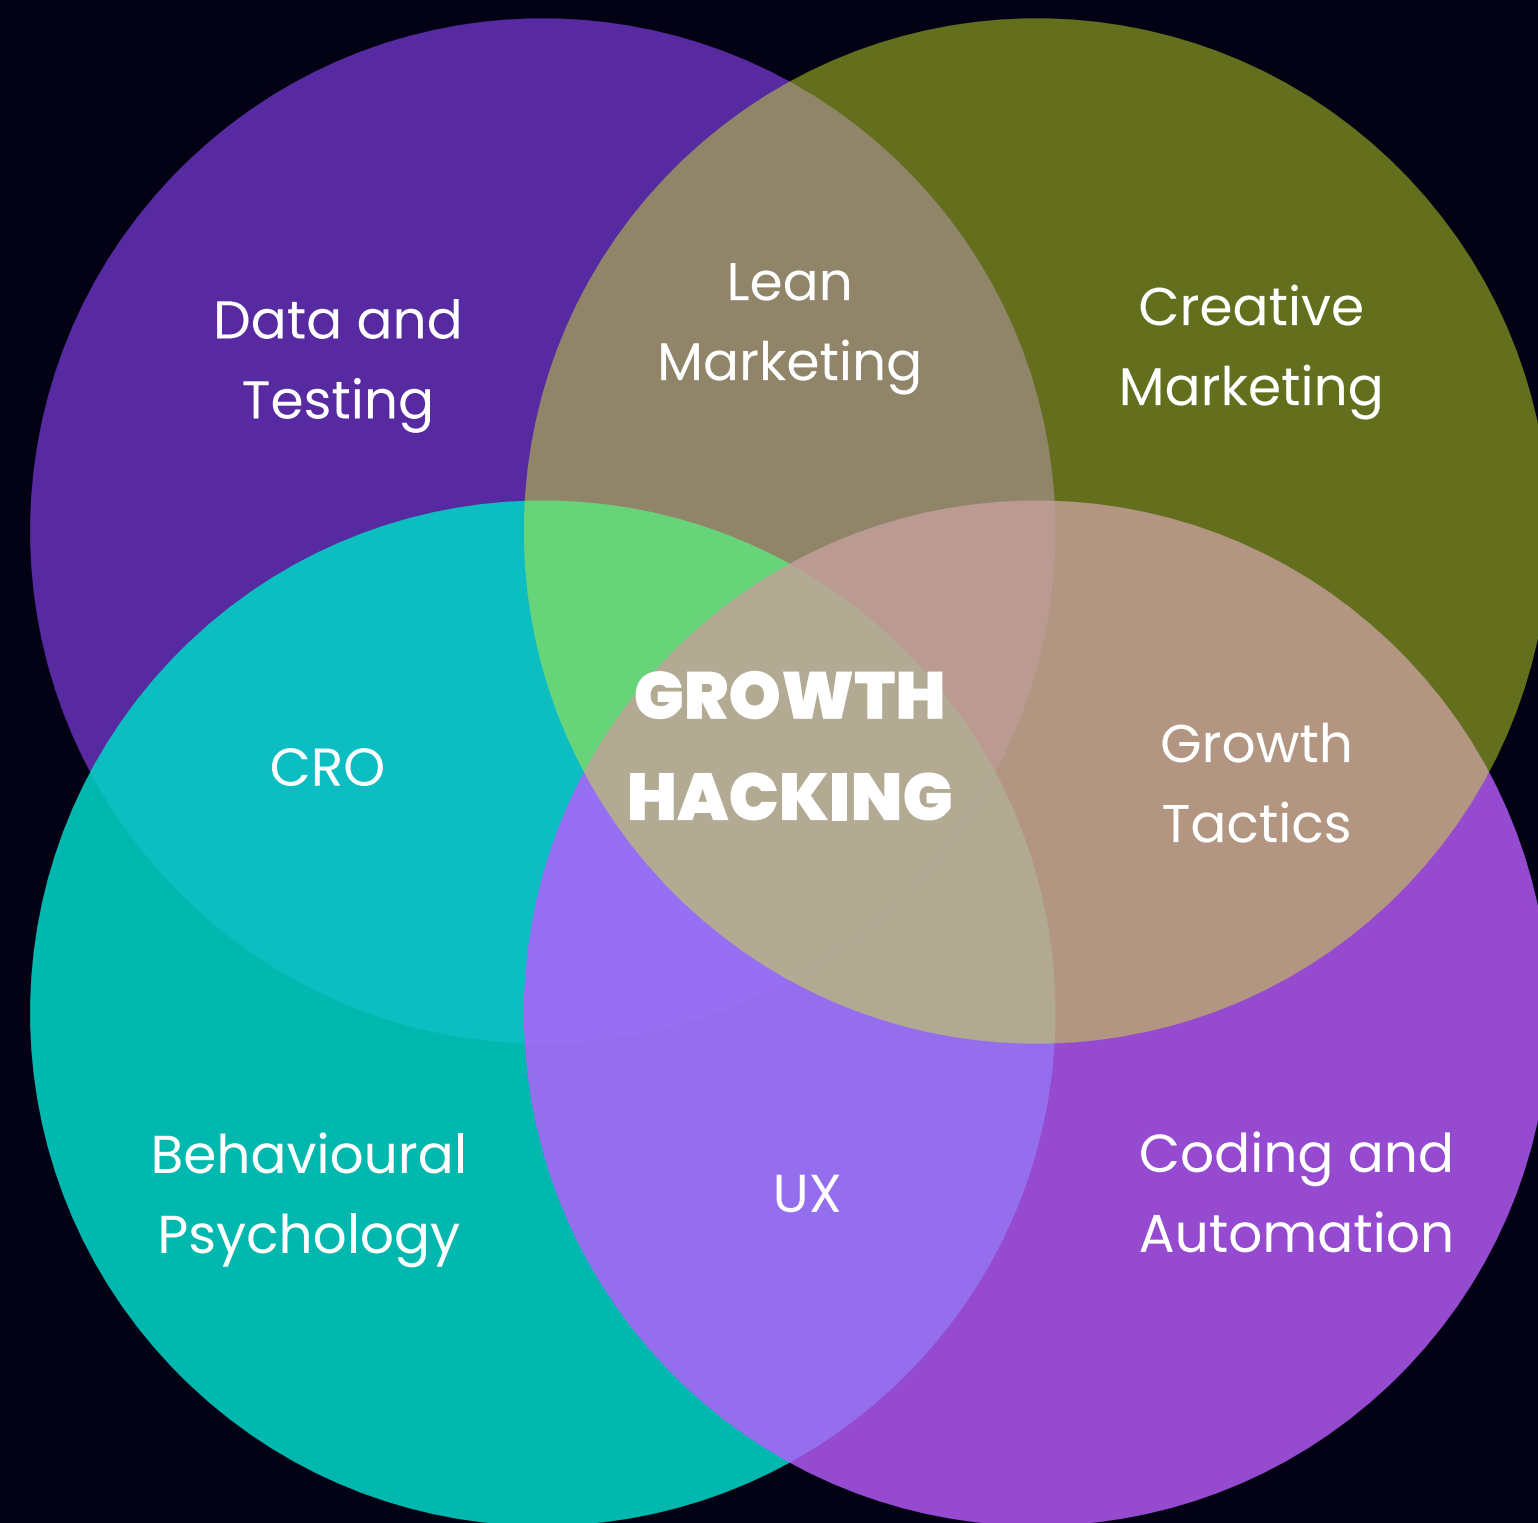 Data and
Testing
Lean
Marketing
Creative
Marketing
CRO
GROWTH
HACKING
Growth
Tactics
Behavioural
Psychology
UX
Coding and
Automation